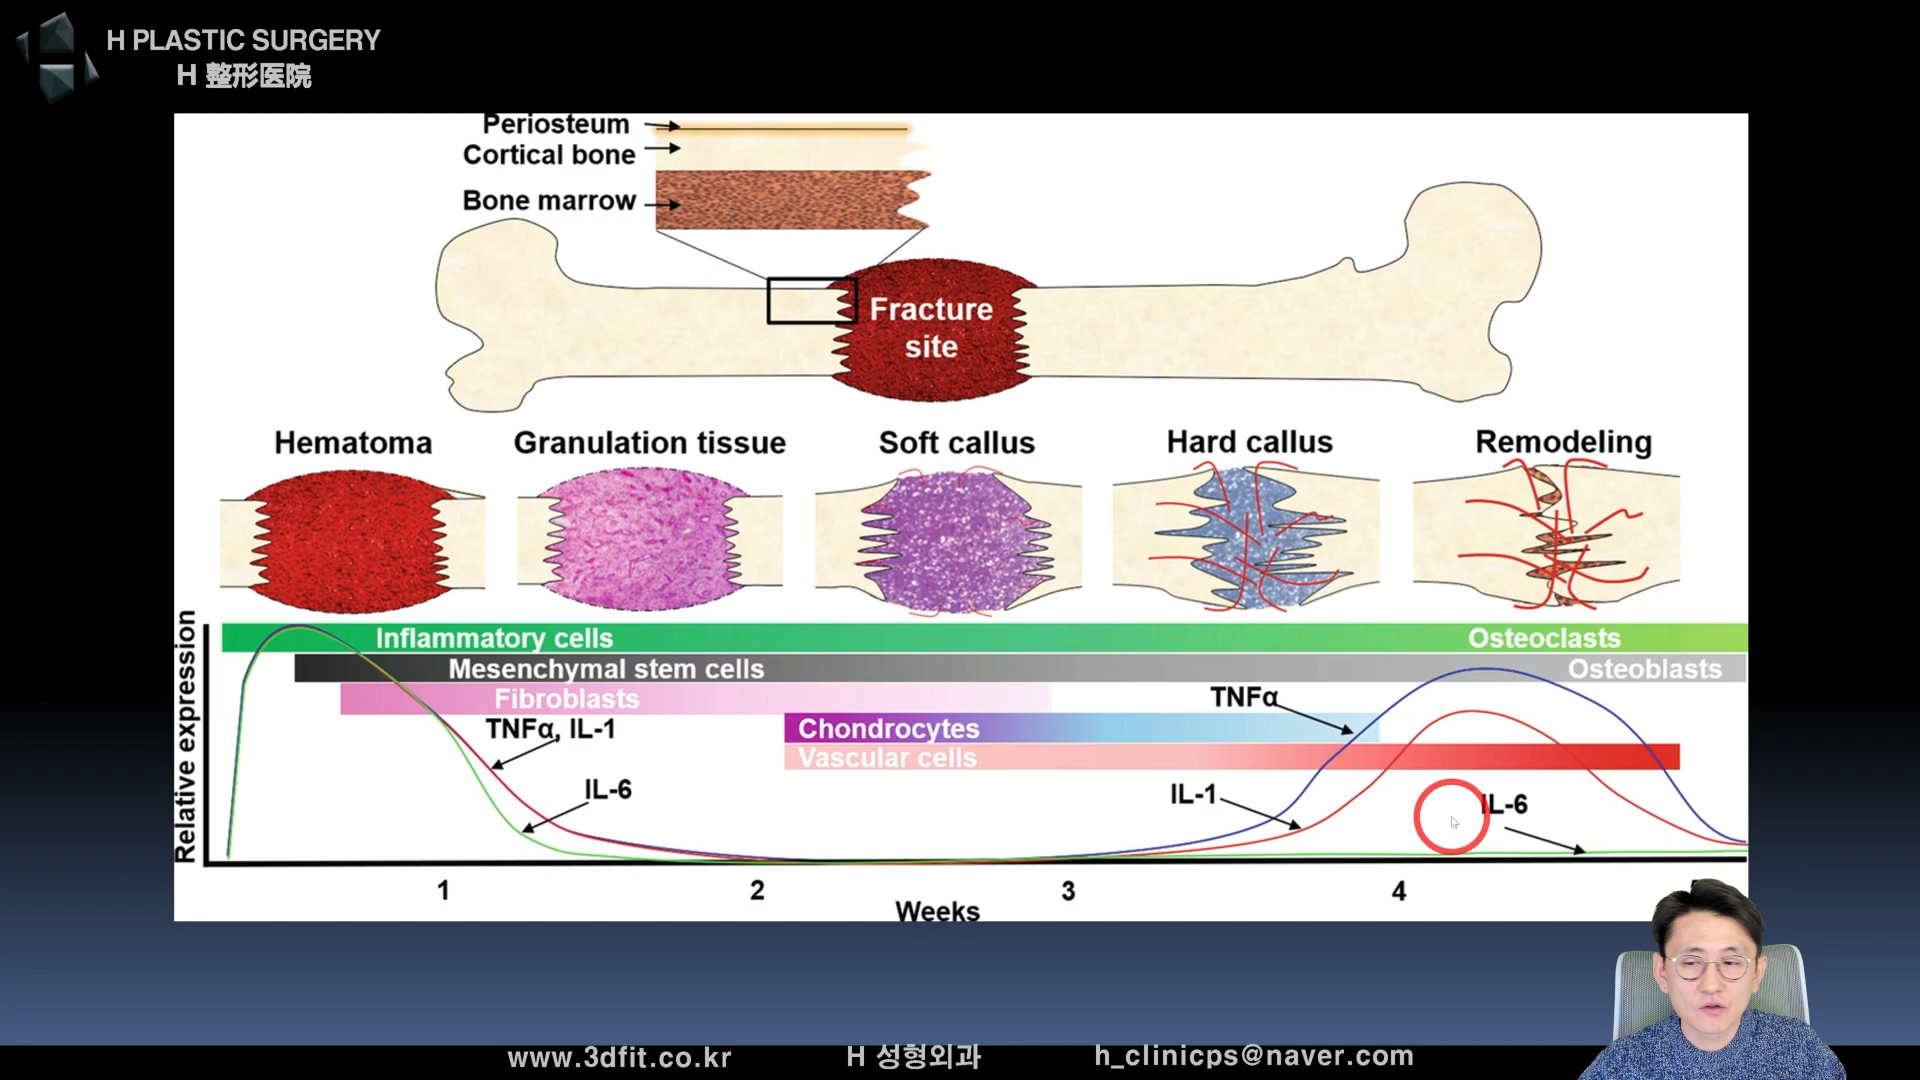 H PLASTIC SURGERY
H 整形医院
Periosteum
Cortical bone
Bone marrow
Fracture
site
Hematoma
Granulation tissue
Soft callus
Hard callus
Remodeling
Relative expression
Inflammatory cells
Osteoclasts
Mesenchymal stem cells
Osteoblasts
Fibroblasts
TNFα
TNFα, IL-1
Chondrocytes
Vascular cells
IL-6
IL-1
IL-6
1
2
3
4
Weeks
www.3dfit.co.kr
H 성형외과
h_clinicps@naver.com